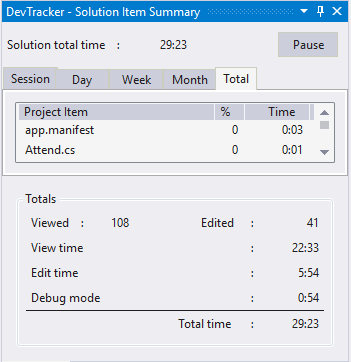 DevTracker - Solution Item Summary
Solution total time : 29:23 Pause
Session Day Week Month Total
Project Item % Time
app.manifest 0 0:03
Attend.cs 0 0:01
Totals
Viewed : 108 Edited : 41
View time : 22:33
Edit time : 5:54
Debug mode : 0:54
Total time : 29:23